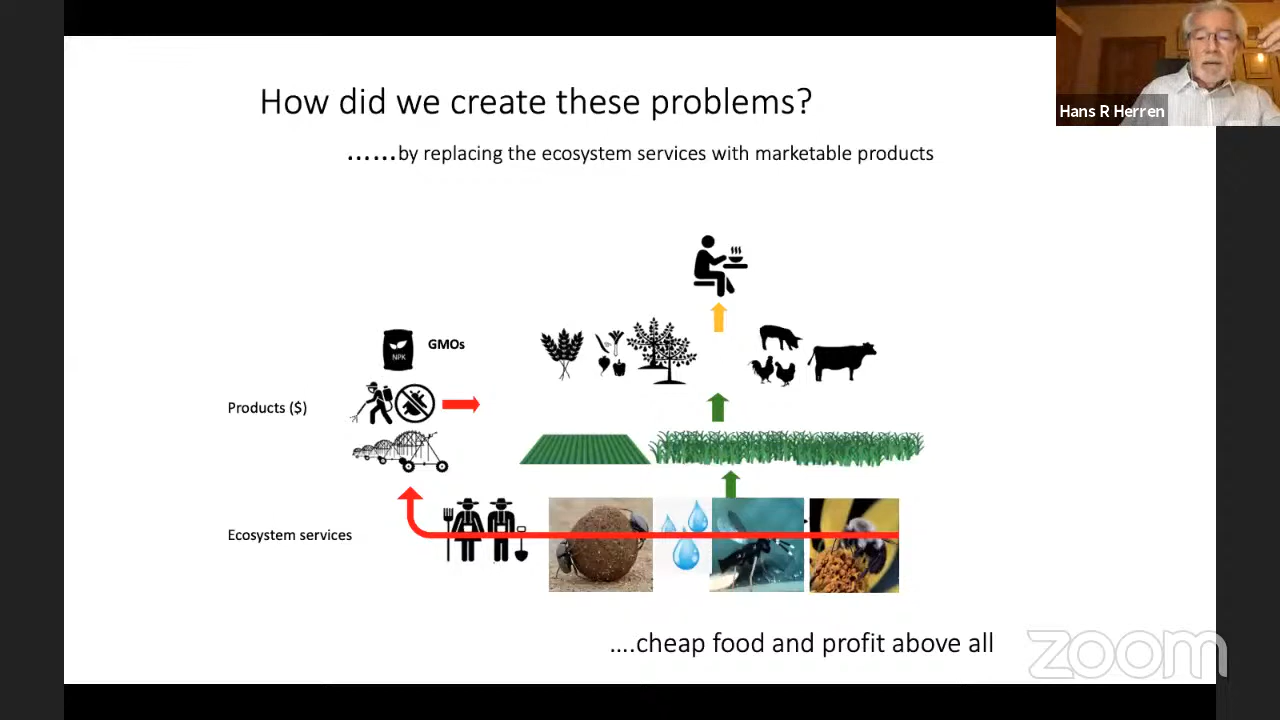 How did we create these problems?
......by replacing the ecosystem services with marketable products
Hans R Herren
NPK
GMOs
Products ($)
Ecosystem services
....cheap food and profit above all
zoom